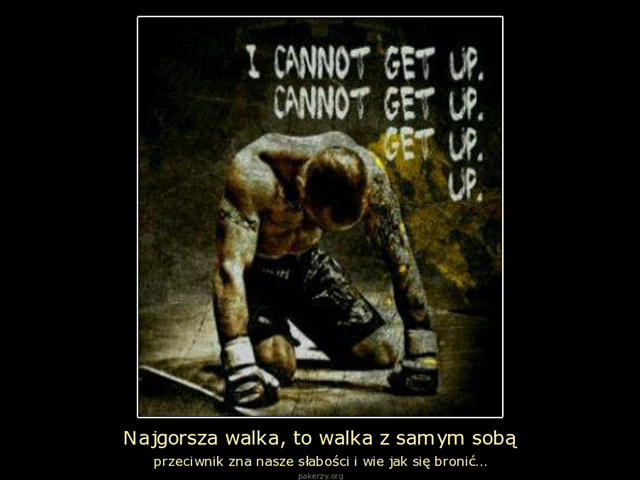 I CANNOT GET UP.
CANNOT GET UP.
GET UP.
UP.
Najgorsza walka, to walka z samym sobą
przeciwnik zna nasze słabości i wie jak się bronić...
pakerzy.org